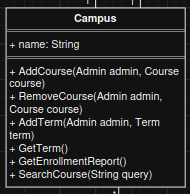 Campus
+ name: String
+ AddCourse(Admin admin, Course
course)
+ RemoveCourse(Admin admin,
Course course)
+ AddTerm(Admin admin, Term
term)
+ GetTerm()
+ GetEnrollmentReport()
+ SearchCourse(String query)